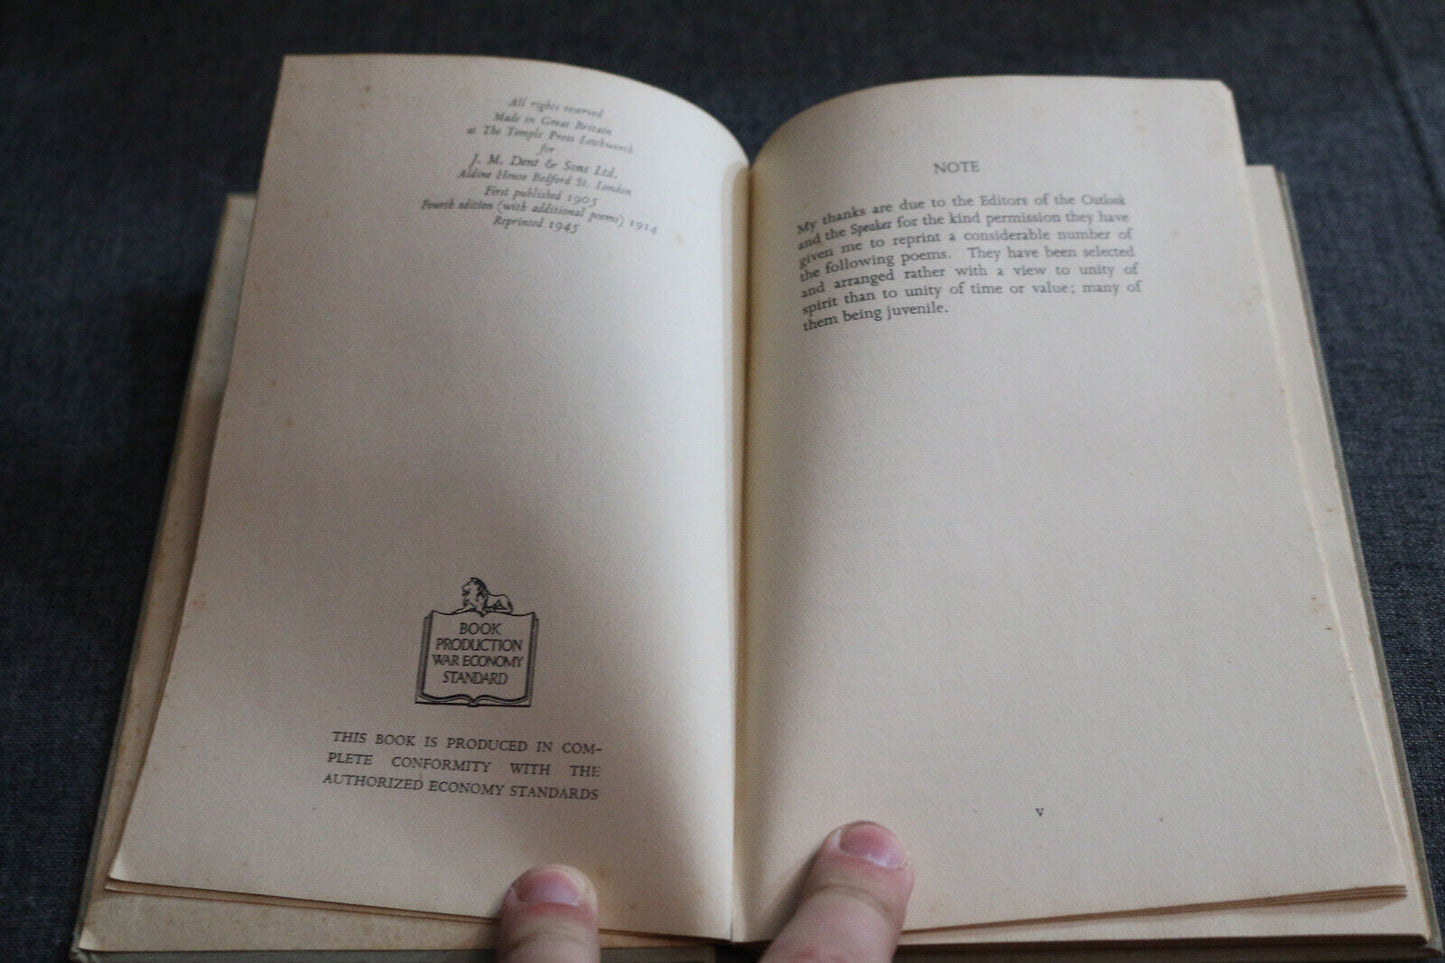 All rights reserved
Made in Great Britain
at The Temple Press Letchworth
for
J. M. Dent & Sons Ltd.
Aldine House Bedford St. London
First published 1905
Fourth edition (with additional poems) 1914
Reprinted 1945
BOOK
PRODUCTION
WAR ECONOMY
STANDARD
THIS BOOK IS PRODUCED IN COM-
PLETE CONFORMITY WITH THE
AUTHORIZED ECONOMY STANDARDS
NOTE
My thanks are due to the Editors of the Outlook
and the Speaker for the kind permission they have
given me to reprint a considerable number of
the following poems. They have been selected
and arranged rather with a view to unity of
spirit than to unity of time or value; many of
them being juvenile.
v